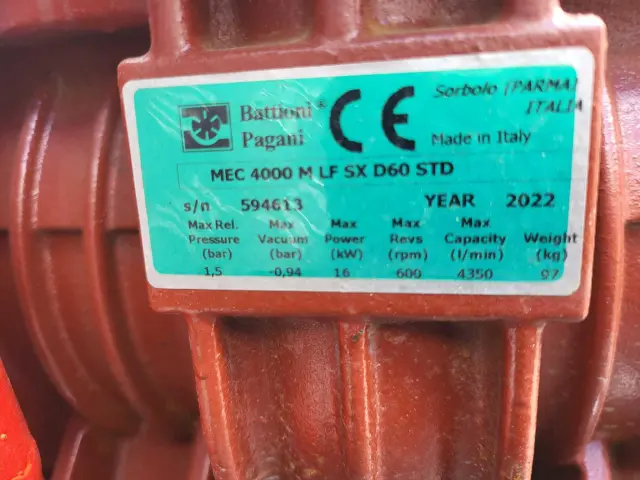 Battioni®
Pagani
CE
Sorbolo (PARMA)
ITALIA
Made in Italy
MEC 4000 M LF SX D60 STD
s/n 594613 YEAR 2022
Max Rel. Max Max Max Max Weight
Pressure Vacuum Power Revs Capacity (kg)
(bar) (bar) (kW) (rpm) (l/min)
1,5 -0,94 16 600 4350